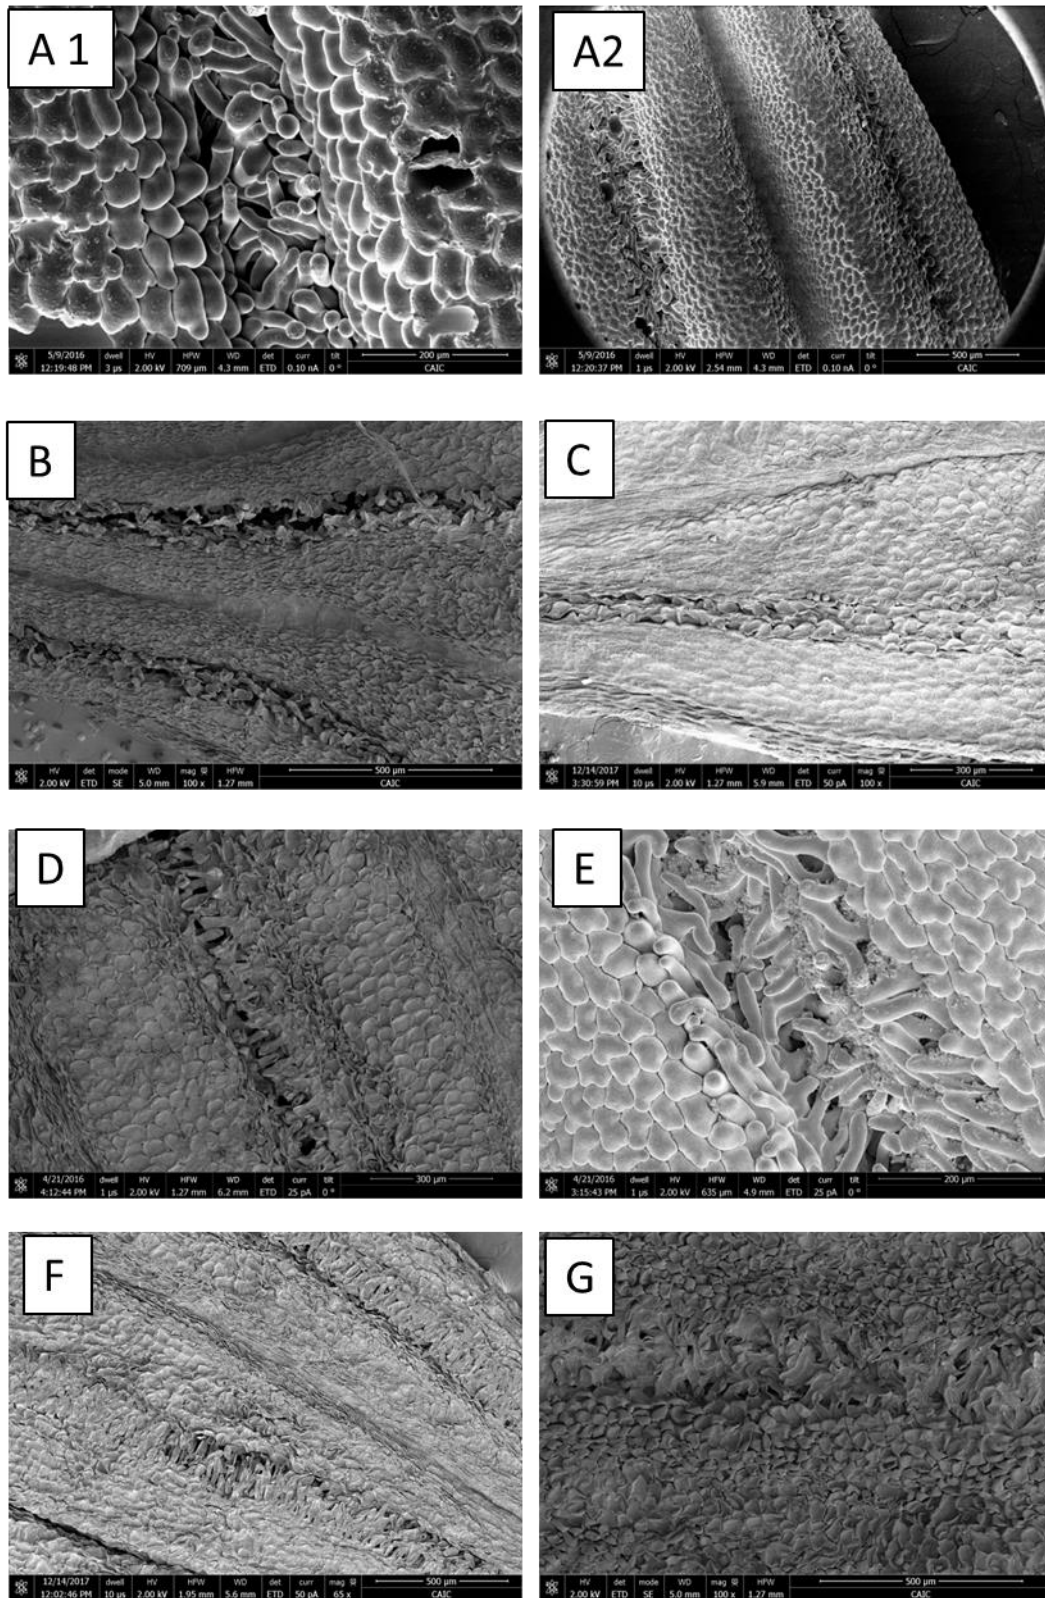 A 1
5/9/2016 dwell HV HFW WD det curr tilt 200 µm
12:19:48 PM 3 µs 2.00 kV 709 µm 4.3 mm ETD 0.10 nA 0 ° CAIC
A2
5/9/2016 dwell HV HFW WD det curr tilt 500 µm
12:20:37 PM 1 µs 2.00 kV 2.54 mm 4.3 mm ETD 0.10 nA 0 ° CAIC
B
HV det mode WD mag HFW 500 µm
2.00 kV ETD SE 5.0 mm 100 x 1.27 mm CAIC
C
12/14/2017 dwell HV HFW WD det curr mag 300 µm
3:30:59 PM 10 µs 2.00 kV 1.27 mm 5.9 mm ETD 50 pA 100 x CAIC
D
4/21/2016 dwell HV HFW WD det curr tilt 300 µm
4:12:44 PM 1 µs 2.00 kV 1.27 mm 6.2 mm ETD 25 pA 0 ° CAIC
E
4/21/2016 dwell HV HFW WD det curr tilt 200 µm
3:15:43 PM 1 µs 2.00 kV 635 µm 4.9 mm ETD 25 pA 0 ° CAIC
F
12/14/2017 dwell HV HFW WD det curr mag 500 µm
12:02:46 PM 10 µs 2.00 kV 1.95 mm 5.6 mm ETD 50 pA 65 x CAIC
G
HV det mode WD mag HFW 500 µm
2.00 kV ETD SE 5.0 mm 100 x 1.27 mm CAIC